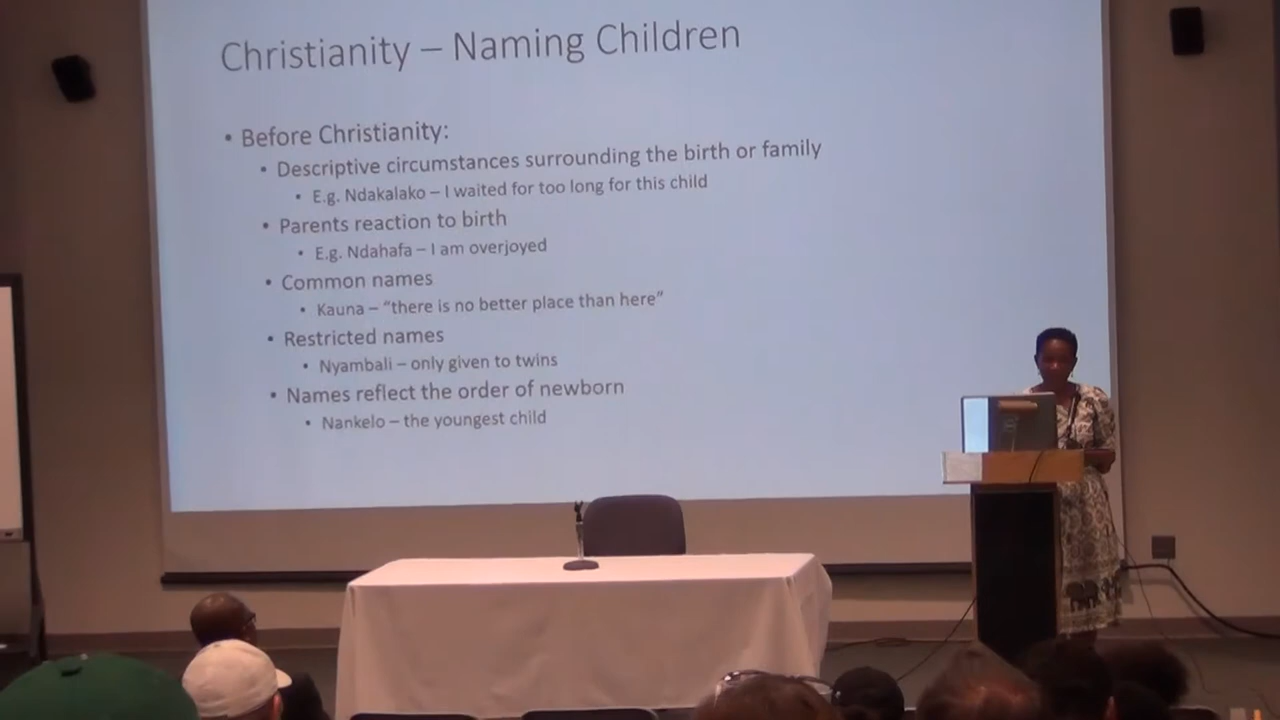 Christianity – Naming Children
• Before Christianity:
• Descriptive circumstances surrounding the birth or family
• E.g. Ndakalako – I waited for too long for this child
• Parents reaction to birth
• E.g. Ndahafa – I am overjoyed
• Common names
• Kauna – “there is no better place than here”
• Restricted names
• Nyambali – only given to twins
• Names reflect the order of newborn
• Nankelo – the youngest child